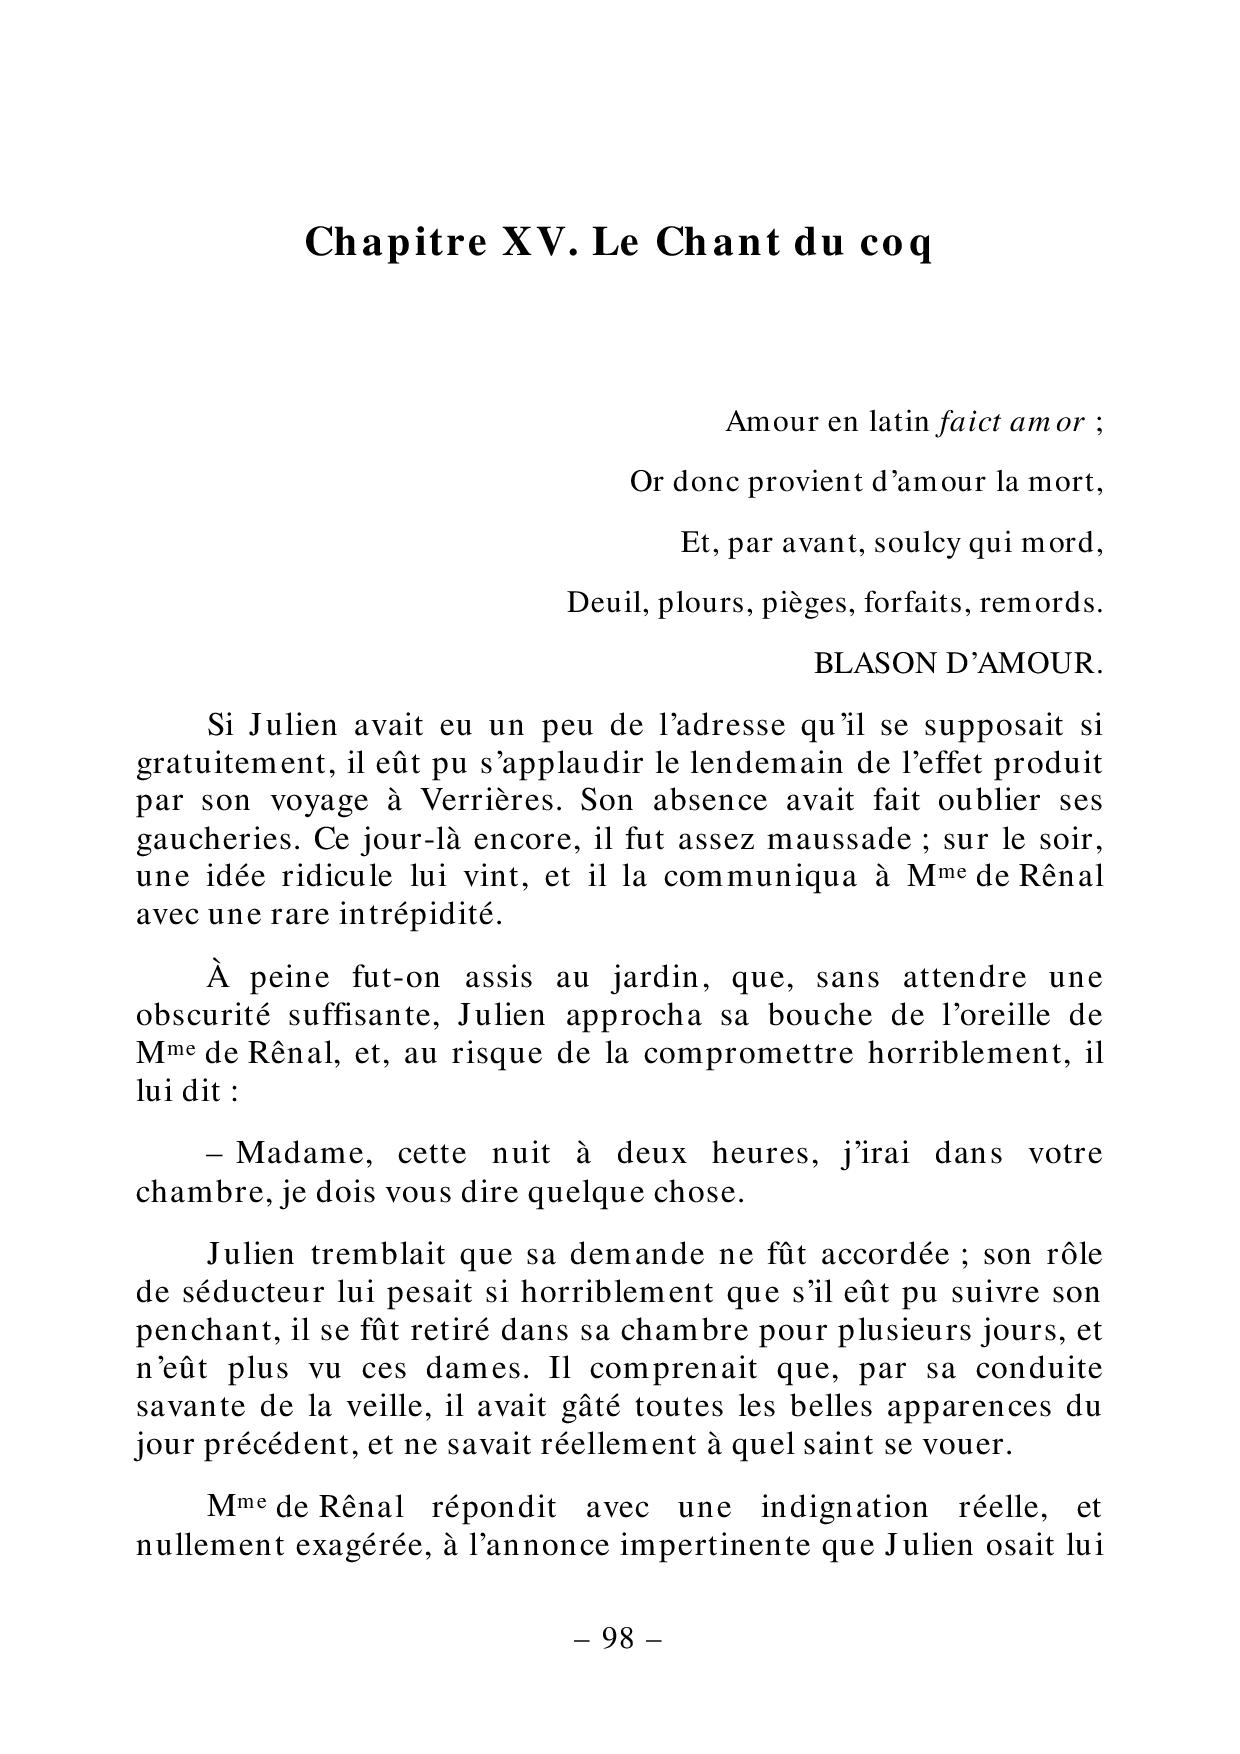 Chapitre XV. Le Chant du coq
Amour en latin faict amor ;
Or donc provient d’amour la mort,
Et, par avant, soulcy qui mord,
Deuil, plours, pièges, forfaits, remords.
BLASON D’AMOUR.
Si Julien avait eu un peu de l’adresse qu’il se supposait si
gratuitement, il eût pu s’applaudir le lendemain de l’effet produit
par son voyage à Verrières. Son absence avait fait oublier ses
gaucheries. Ce jour-là encore, il fut assez maussade ; sur le soir,
une idée ridicule lui vint, et il la communiqua à Mme de Rênal
avec une rare intrépidité.
À peine fut-on assis au jardin, que, sans attendre une
obscurité suffisante, Julien approcha sa bouche de l’oreille de
Mme de Rênal, et, au risque de la compromettre horriblement, il
lui dit :
– Madame, cette nuit à deux heures, j’irai dans votre
chambre, je dois vous dire quelque chose.
Julien tremblait que sa demande ne fût accordée ; son rôle
de séducteur lui pesait si horriblement que s’il eût pu suivre son
penchant, il se fût retiré dans sa chambre pour plusieurs jours, et
n’eût plus vu ces dames. Il comprenait que, par sa conduite
savante de la veille, il avait gâté toutes les belles apparences du
jour précédent, et ne savait réellement à quel saint se vouer.
Mme de Rênal répondit avec une indignation réelle, et
nullement exagérée, à l’annonce impertinente que Julien osait lui
– 98 –